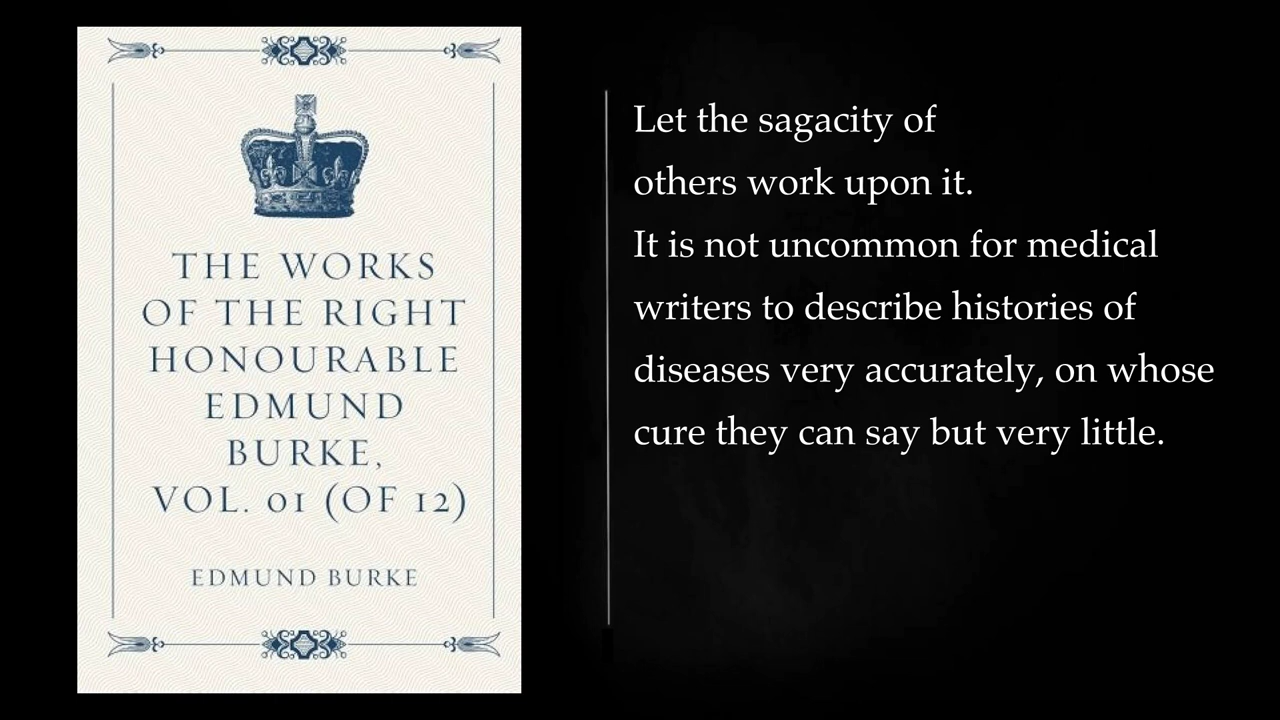 THE WORKS
OF THE RIGHT
HONOURABLE
EDMUND
BURKE,
VOL. 01 (OF 12)
EDMUND BURKE
Let the sagacity of
others work upon it.
It is not uncommon for medical
writers to describe histories of
diseases very accurately, on whose
cure they can say but very little.